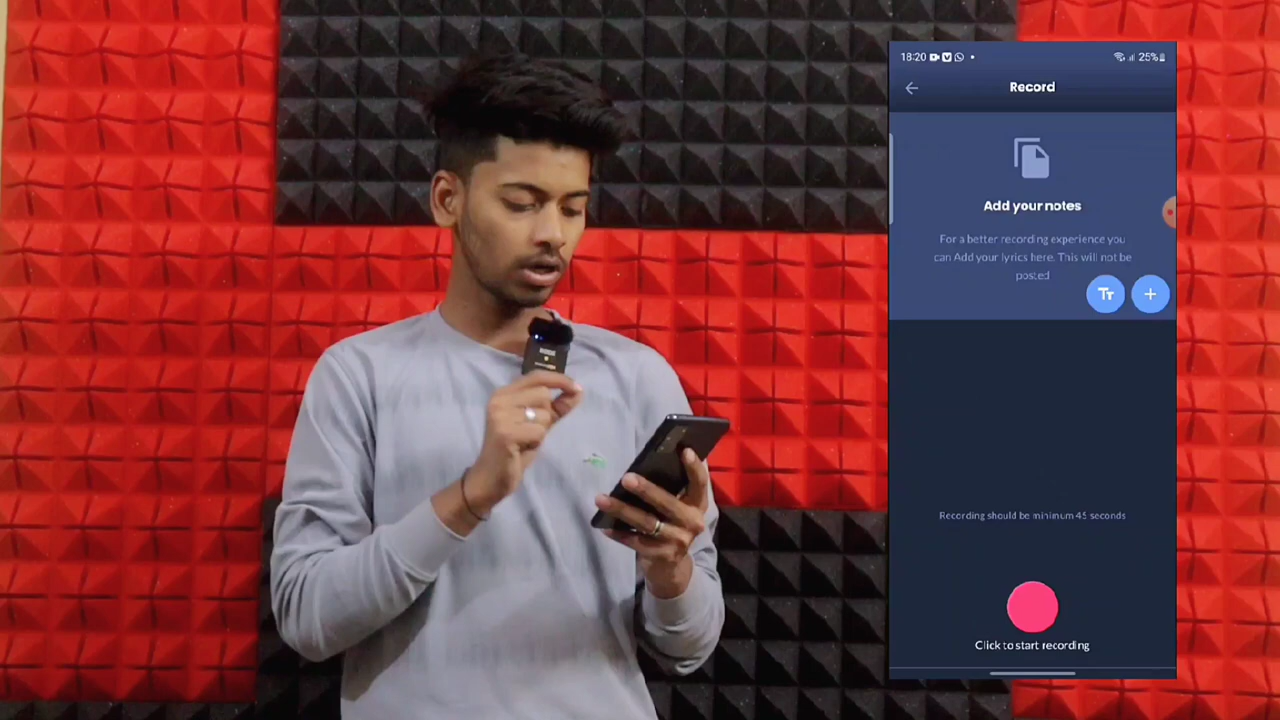 18:20
25%
Record
Add your notes
For a better recording experience you
can Add your lyrics here. This will not be
posted
Tr
Recording should be minimum 45 seconds
Click to start recording